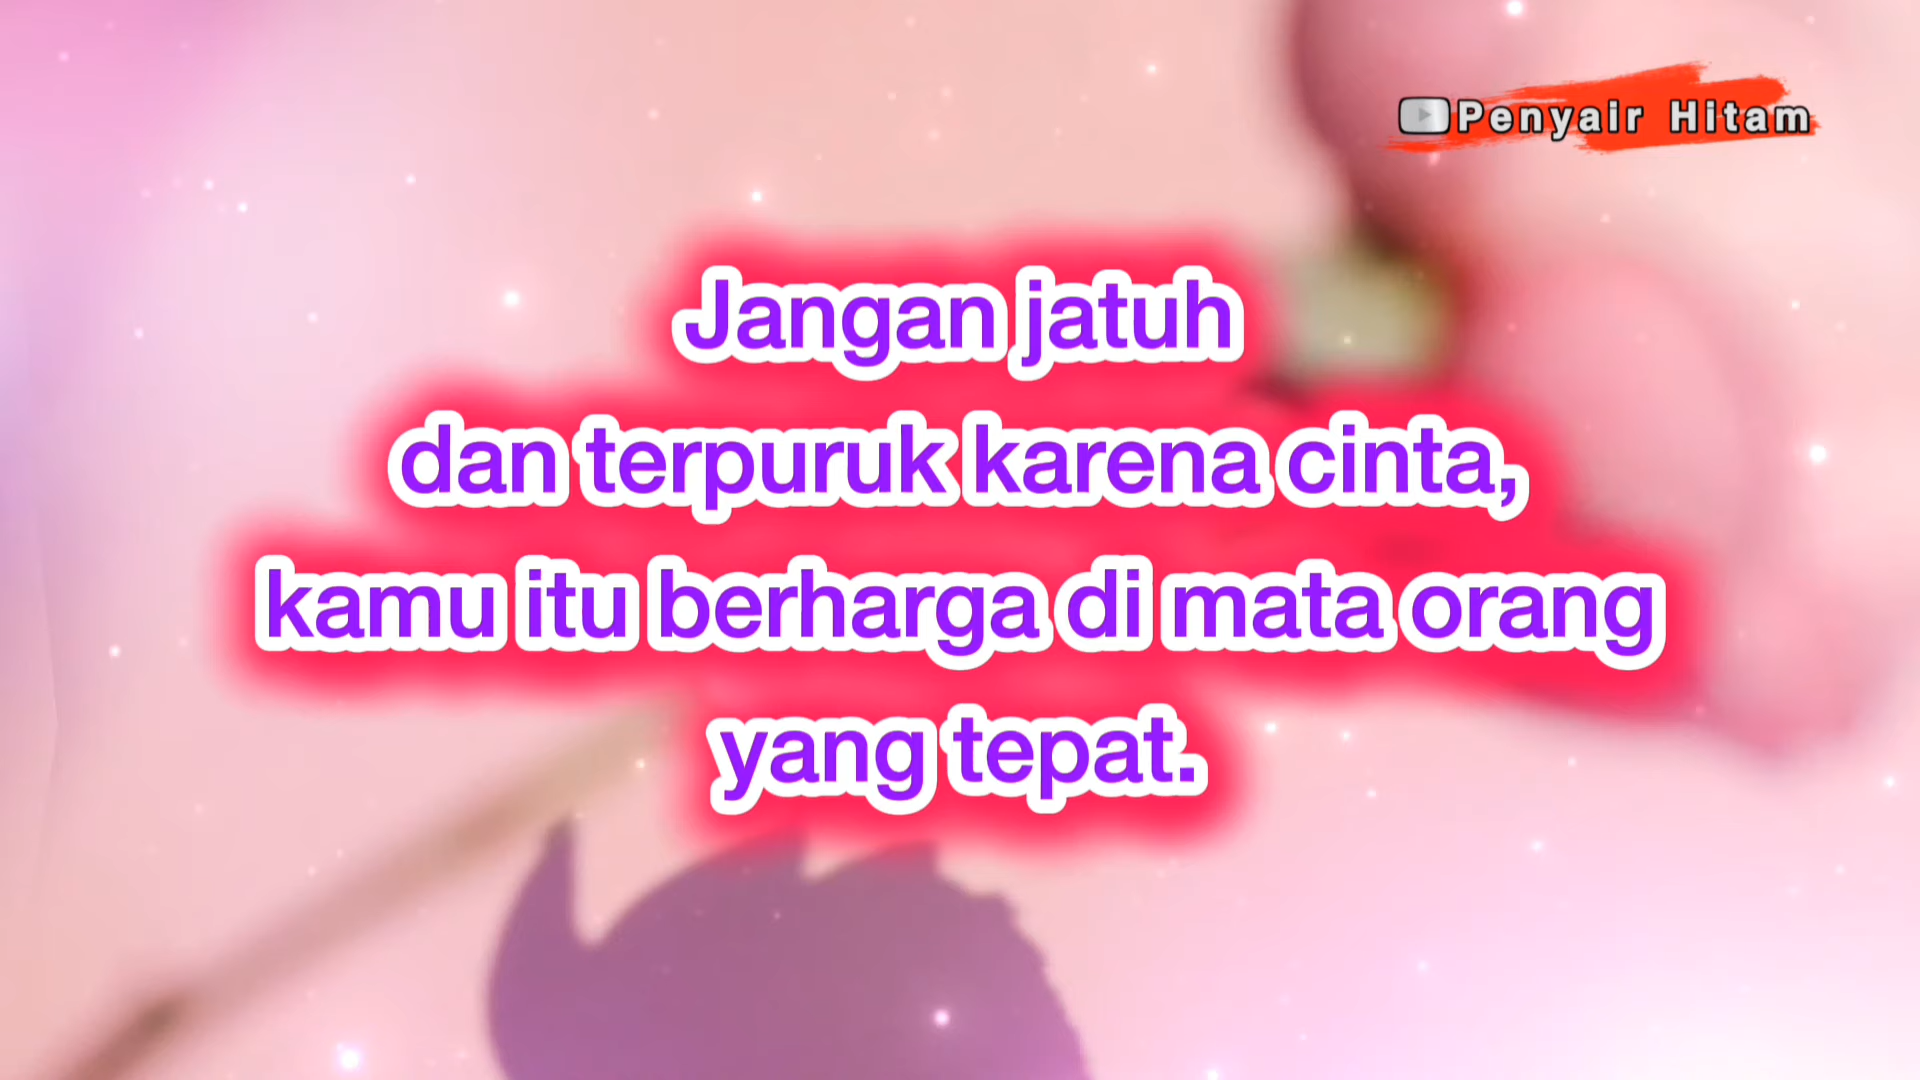 Penyair Hitam
Jangan jatuh
dan terpuruk karena cinta,
kamu itu berharga di mata orang
yang tepat.